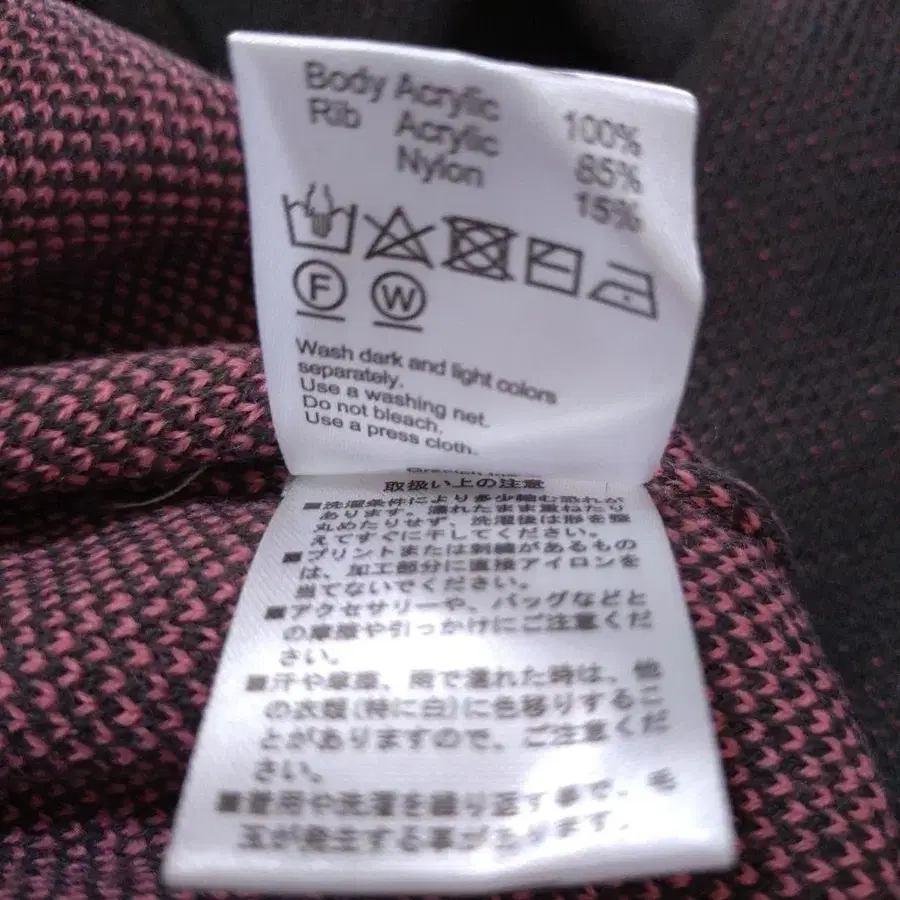 Body Acrylic 100%
Rib Acrylic 85%
Nylon 15%
F W
Wash dark and light colors
separately.
Use a washing net.
Do not bleach.
Use a press cloth.
取扱い上の注意
■洗濯条件により多少縮む恐れが
あります。濡れたまま重ねたり
丸めたりせず、洗濯後は形を整
えてすぐに干してください。
■プリントまたは刺繍があるもの
は、加工部分に直接アイロンを
当てないでください。
■アクセサリーや、バッグなどと
の摩擦や引っかけにご注意くだ
さい。
■汗や摩擦、雨で濡れた時は、他
の衣類(特に白)に色移りするこ
とがありますので、ご注意くだ
さい。
■着用や洗濯を繰り返す事で、毛
玉が発生する事があります。